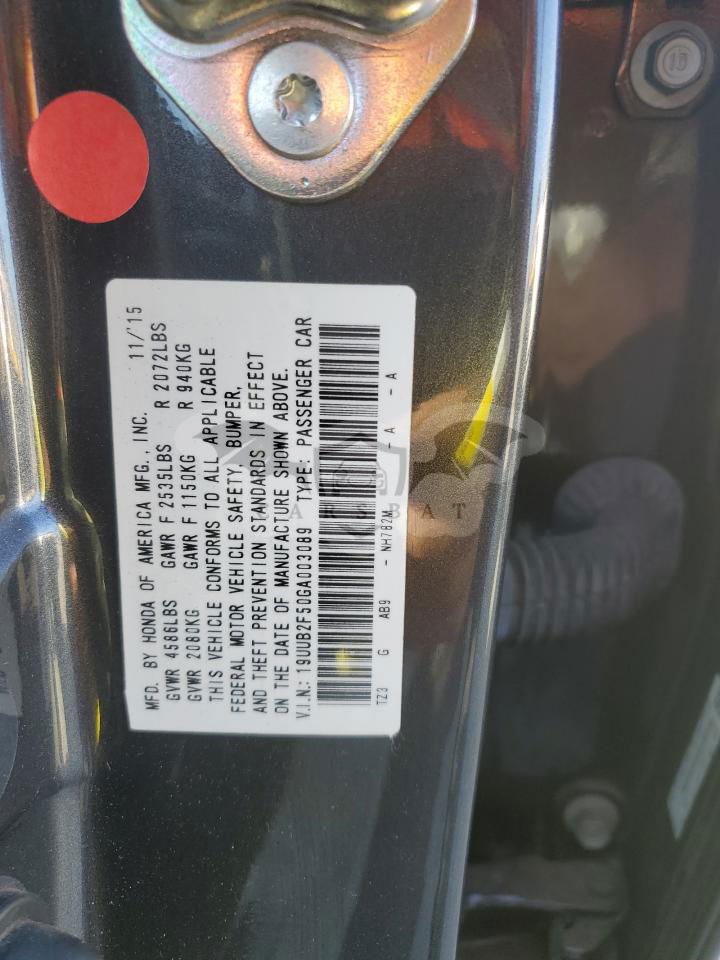 MFD. BY HONDA OF AMERICA MFG., INC. 11/'15
GVWR 4586LBS GAWR F 2535LBS R 2072LBS
GVWR 2080KG GAWR F 1150KG R 940KG
THIS VEHICLE CONFORMS TO ALL APPLICABLE
FEDERAL MOTOR VEHICLE SAFETY, BUMPER,
AND THEFT PREVENTION STANDARDS IN EFFECT
ON THE DATE OF MANUFACTURE SHOWN ABOVE.
V.I.N.: 19UUB2F50GA003089 TYPE: PASSENGER CAR
TZ3 G AB9 - NH782M -A - A
CARSBAT